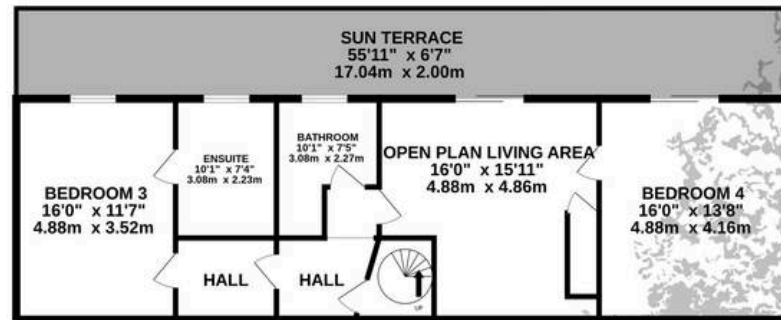 SUN TERRACE
55'11" x 6'7"
17.04m x 2.00m
BEDROOM 3
16'0" x 11'7"
4.88m x 3.52m
ENSUITE
10'1" x 7'4"
3.08m x 2.23m
BATHROOM
10'1" x 7'5"
3.08m x 2.27m
OPEN PLAN LIVING AREA
16'0" x 15'11"
4.88m x 4.86m
BEDROOM 4
16'0" x 13'8"
4.88m x 4.16m
HALL
HALL
UP